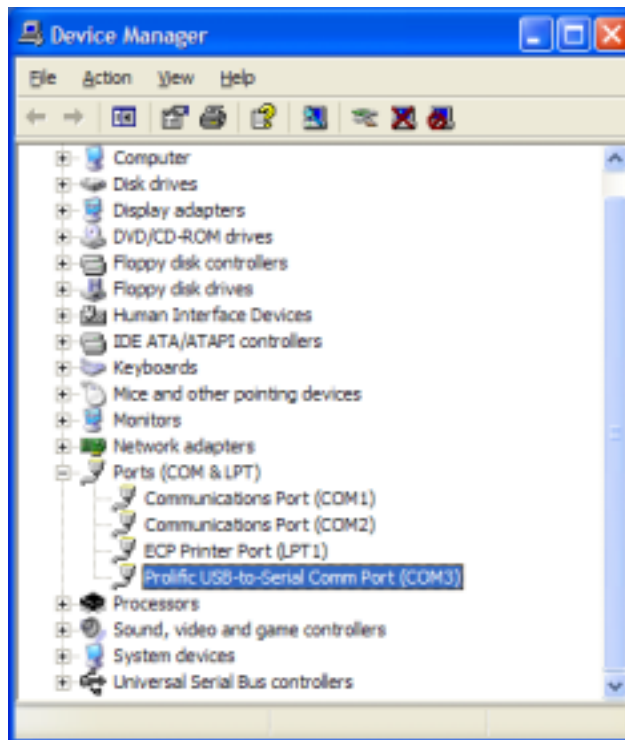 Device Manager
File Action View Help
Computer
Disk drives
Display adapters
DVD/CD-ROM drives
Floppy disk controllers
Floppy disk drives
Human Interface Devices
IDE ATA/ATAPI controllers
Keyboards
Mice and other pointing devices
Monitors
Network adapters
Ports (COM & LPT)
Communications Port (COM1)
Communications Port (COM2)
ECP Printer Port (LPT1)
Prolific USB-to-Serial Comm Port (COM3)
Processors
Sound, video and game controllers
System devices
Universal Serial Bus controllers